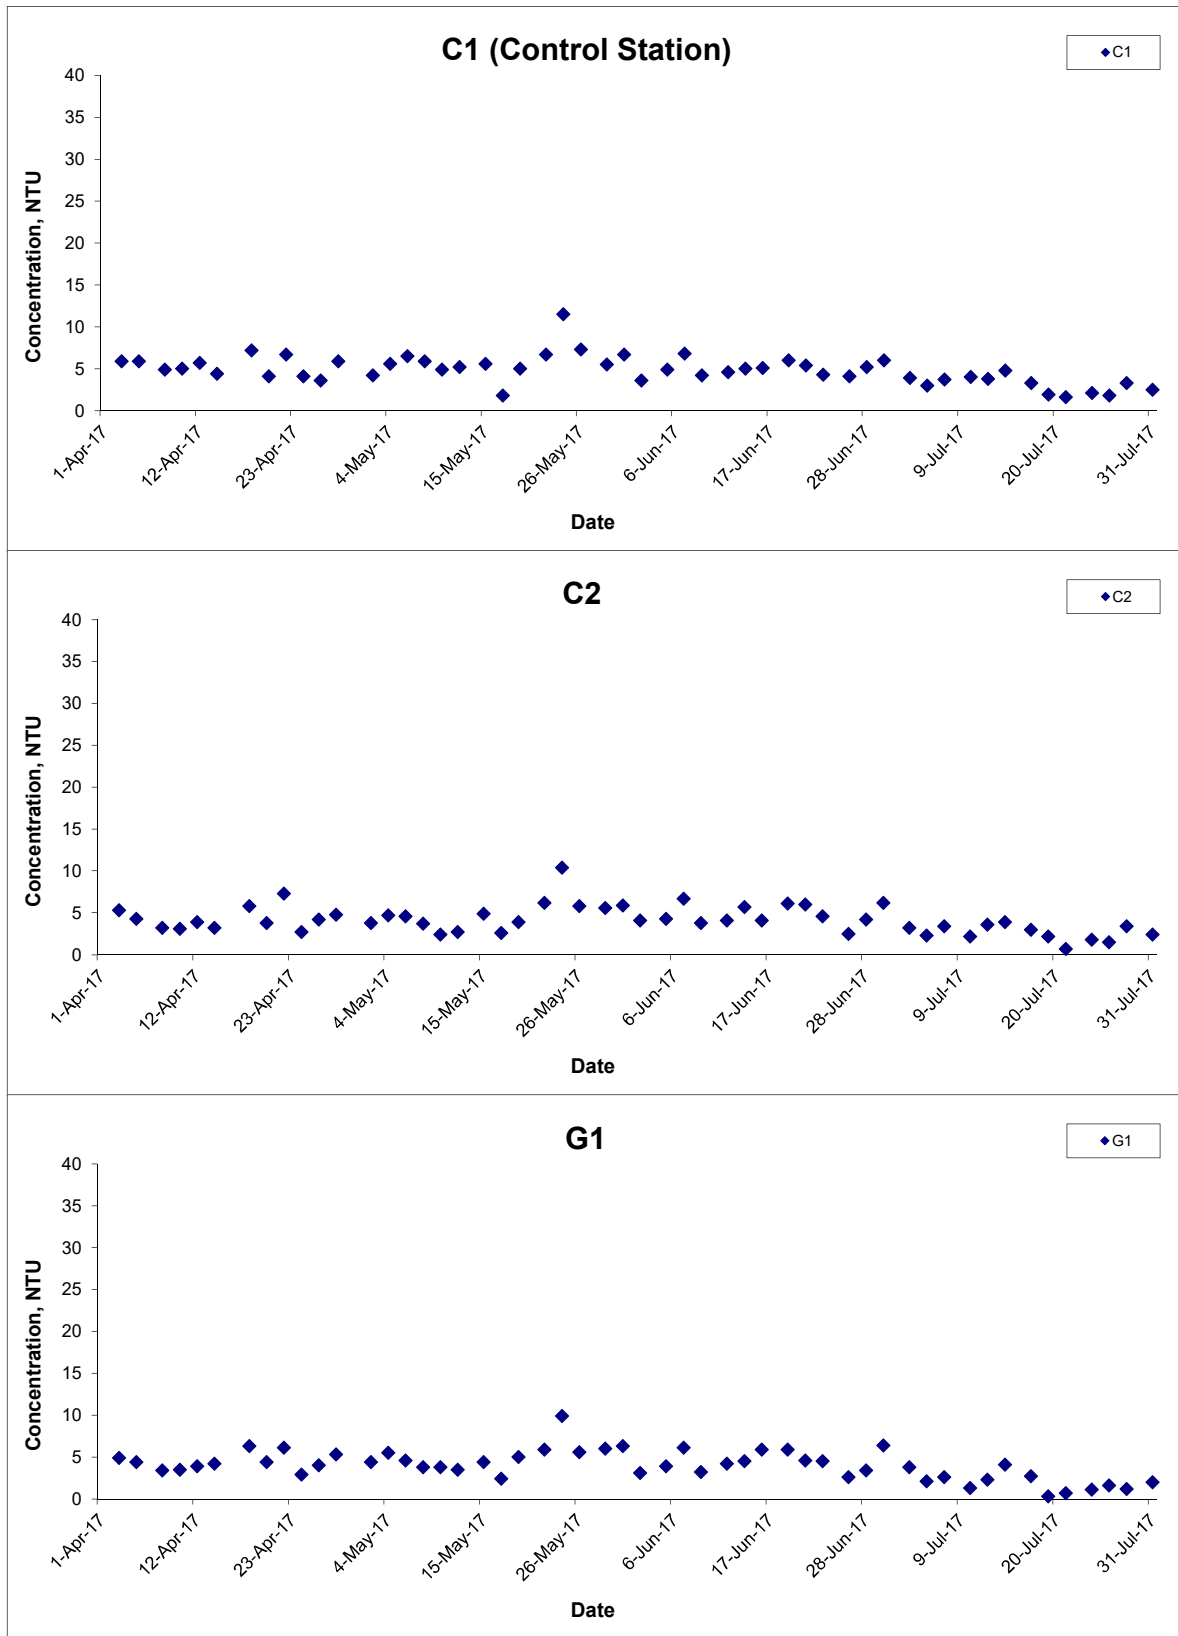 C1 (Control Station)
C1
40
35
30
25
20
15
10
5
0
Concentration, NTU
1-Apr-17
12-Apr-17
23-Apr-17
4-May-17
15-May-17
26-May-17
6-Jun-17
17-Jun-17
28-Jun-17
9-Jul-17
20-Jul-17
31-Jul-17
Date
C2
C2
40
35
30
25
20
15
10
5
0
Concentration, NTU
1-Apr-17
12-Apr-17
23-Apr-17
4-May-17
15-May-17
26-May-17
6-Jun-17
17-Jun-17
28-Jun-17
9-Jul-17
20-Jul-17
31-Jul-17
Date
G1
G1
40
35
30
25
20
15
10
5
0
Concentration, NTU
1-Apr-17
12-Apr-17
23-Apr-17
4-May-17
15-May-17
26-May-17
6-Jun-17
17-Jun-17
28-Jun-17
9-Jul-17
20-Jul-17
31-Jul-17
Date